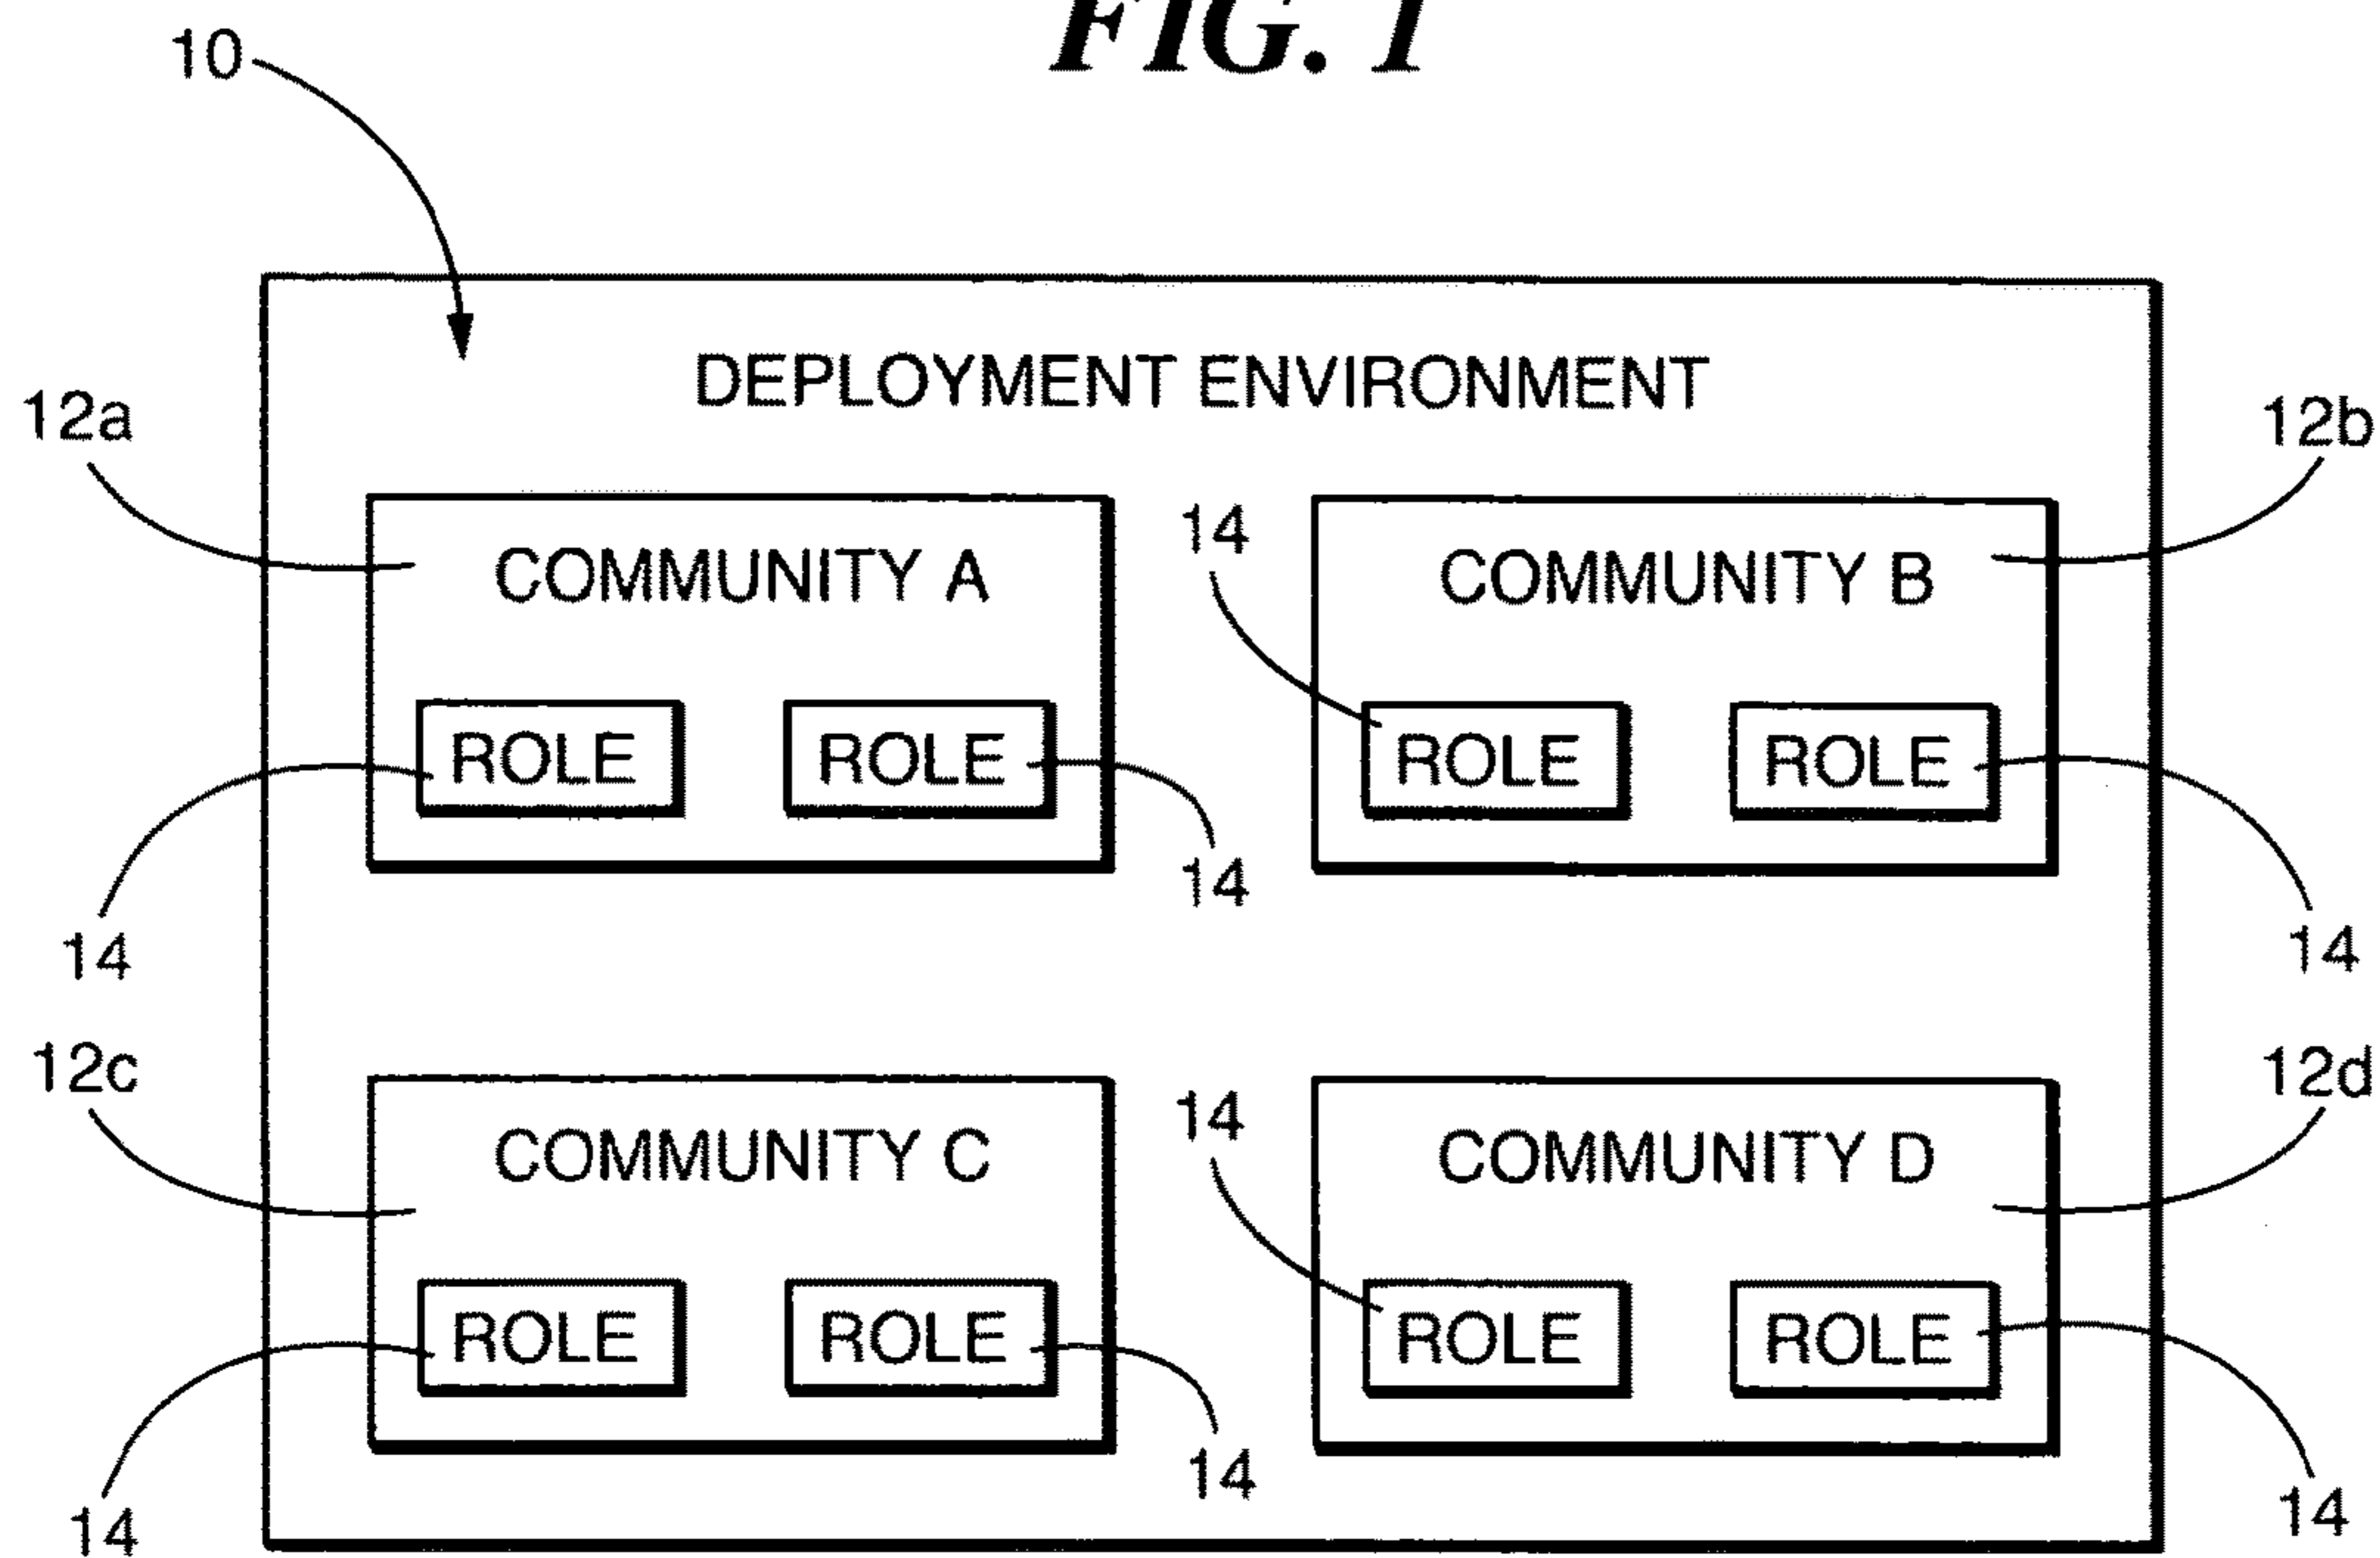 FIG. 1
10
DEPLOYMENT ENVIRONMENT
12a
12b
COMMUNITY A
14
COMMUNITY B
ROLE
ROLE
ROLE
ROLE
14
14
14
12c
12d
COMMUNITY C
14
COMMUNITY D
ROLE
ROLE
ROLE
ROLE
14
14
14